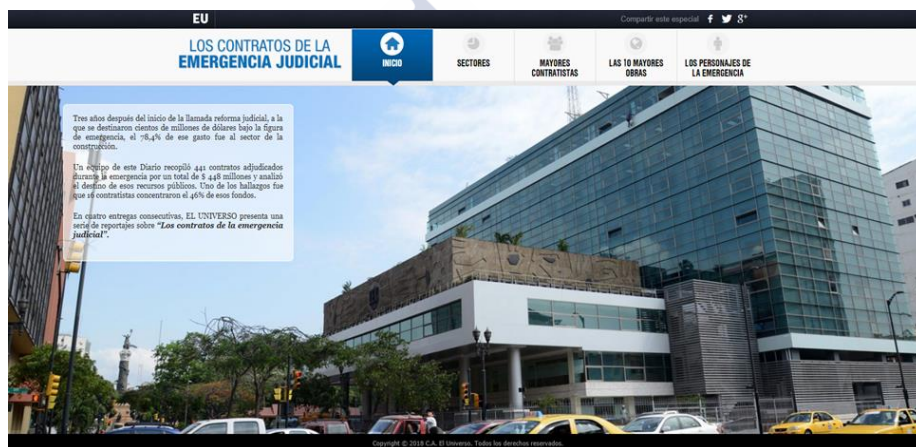 EU
Compartir este especial
LOS CONTRATOS DE LA
EMERGENCIA JUDICIAL
INICIO
SECTORES
MAYORES
CONTRATISTAS
LAS 10 MAYORES
OBRAS
LOS PERSONAJES DE
LA EMERGENCIA
Tres años después del inicio de la llamada reforma judicial, a la
que se destinaron cientos de millones de dólares bajo la figura
de emergencia, el 78,4% de ese gasto fue al sector de la
construcción.
Un equipo de este Diario recopiló 441 contratos adjudicados
durante la emergencia por un total de $ 448 millones y analizó
el destino de esos recursos públicos. Uno de los hallazgos fue
que 16 contratistas concentraron el 46% de esos fondos.
En cuatro entregas consecutivas, EL UNIVERSO presenta una
serie de reportajes sobre "Los contratos de la emergencia
judicial".
Copyright © 2018 C.A. El Universo. Todos los derechos reservados.